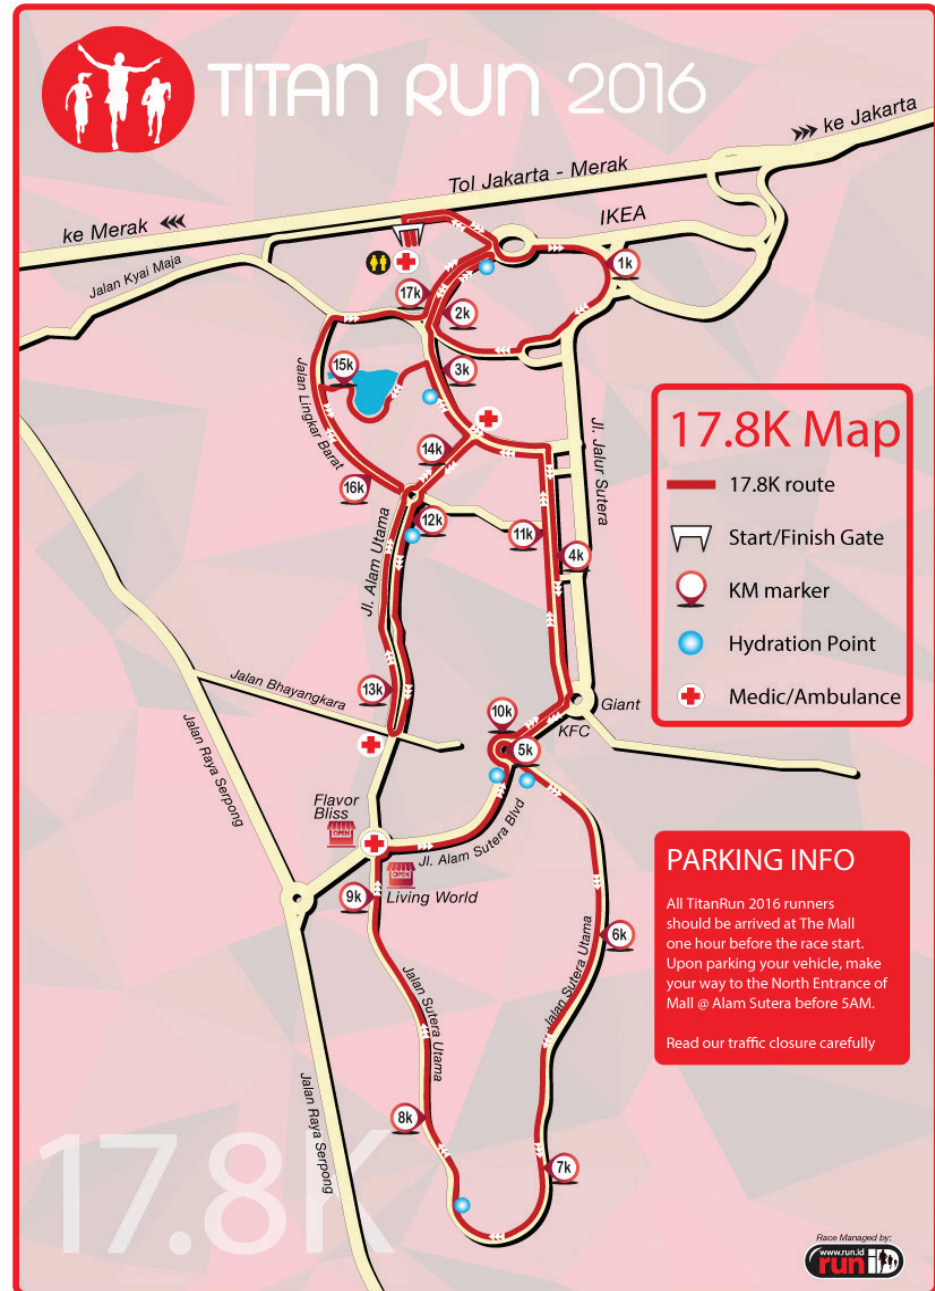 TITAN RUN 2016
ke Jakarta
Tol Jakarta - Merak
IKEA
ke Merak
Jalan Kyai Maja
1k
17k
2k
15k
3k
Jalan Lingkar Barat
Jl. Jalur Sutera
14k
16k
12k
11k
4k
Jl. Alam Utama
13k
Jalan Bhayangkara
10k
Giant
KFC
5k
Jalan Raya Serpong
Flavor
Bliss
OPEN
Jl. Alam Sutera Blvd
OPEN
Living World
9k
6k
Jalan Sutera Utama
Jalan Sutera Utama
8k
7k
Jalan Raya Serpong
17.8K Map
17.8K route
Start/Finish Gate
KM marker
Hydration Point
Medic/Ambulance
PARKING INFO
All TitanRun 2016 runners
should be arrived at The Mall
one hour before the race start.
Upon parking your vehicle, make
your way to the North Entrance of
Mall @ Alam Sutera before 5AM.
Read our traffic closure carefully
17.8K
Race Managed by:
www.run.id
run iD